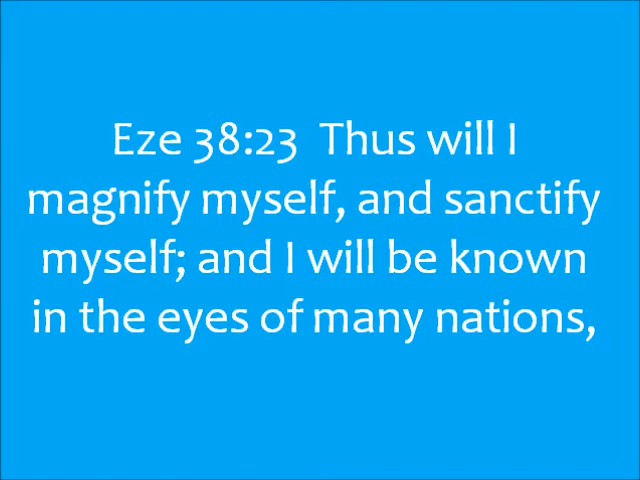 Eze 38:23  Thus will I
magnify myself, and sanctify
myself; and I will be known
in the eyes of many nations,